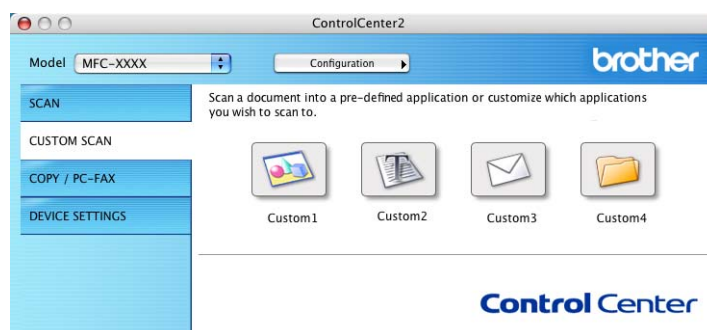 ControlCenter2
Model MFC-XXXX Configuration brother
SCAN
CUSTOM SCAN
COPY / PC-FAX
DEVICE SETTINGS
Scan a document into a pre-defined application or customize which applications
you wish to scan to.
Custom1 Custom2 Custom3 Custom4
Control Center